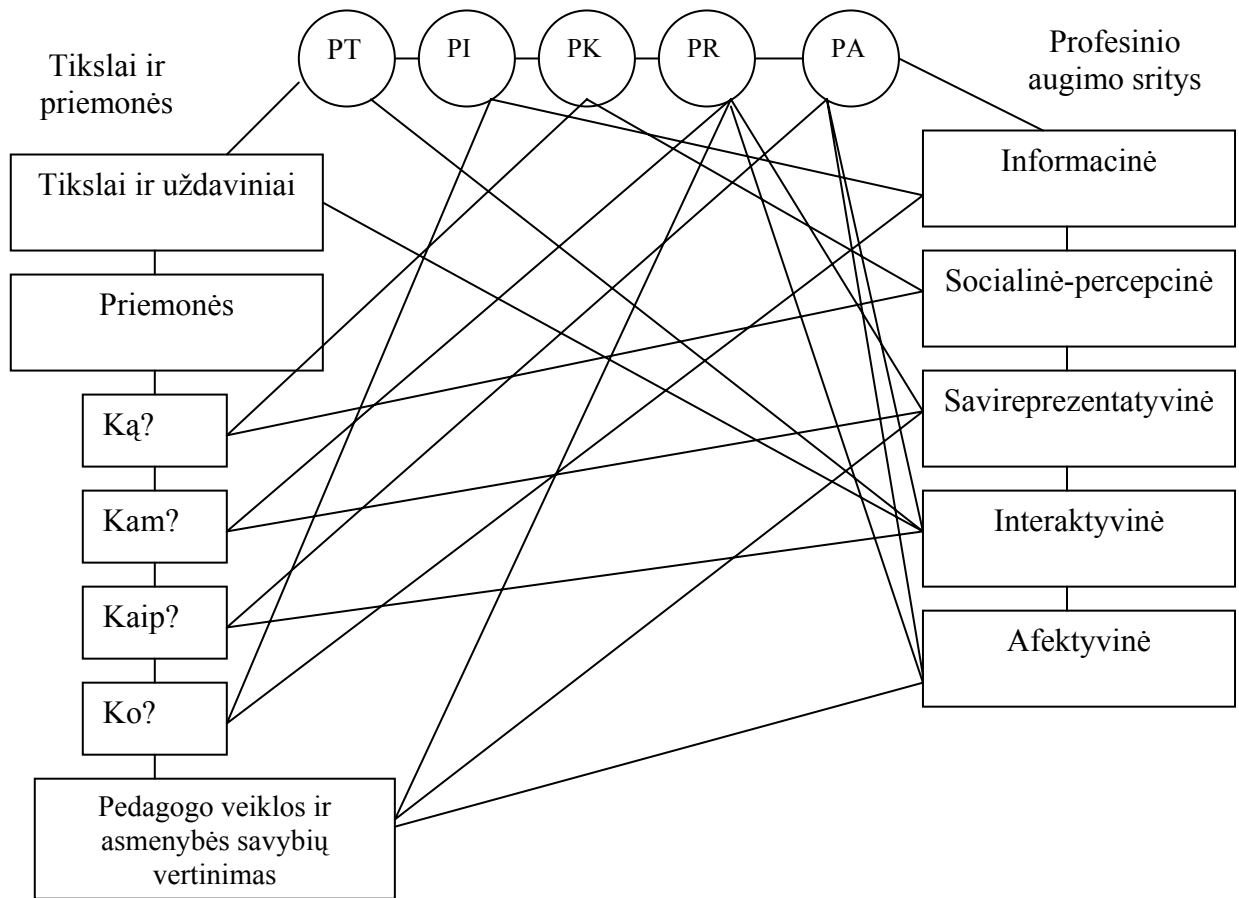 PT
PI
PK
PR
PA
Tikslai ir
priemonės
Profesinio
augimo sritys
Tikslai ir uždaviniai
Priemonės
Ką?
Kam?
Kaip?
Ko?
Pedagogo veiklos ir
asmenybės savybių
vertinimas
Informacinė
Socialinė-percepcinė
Savireprezentatyvinė
Interaktyvinė
Afektyvinė